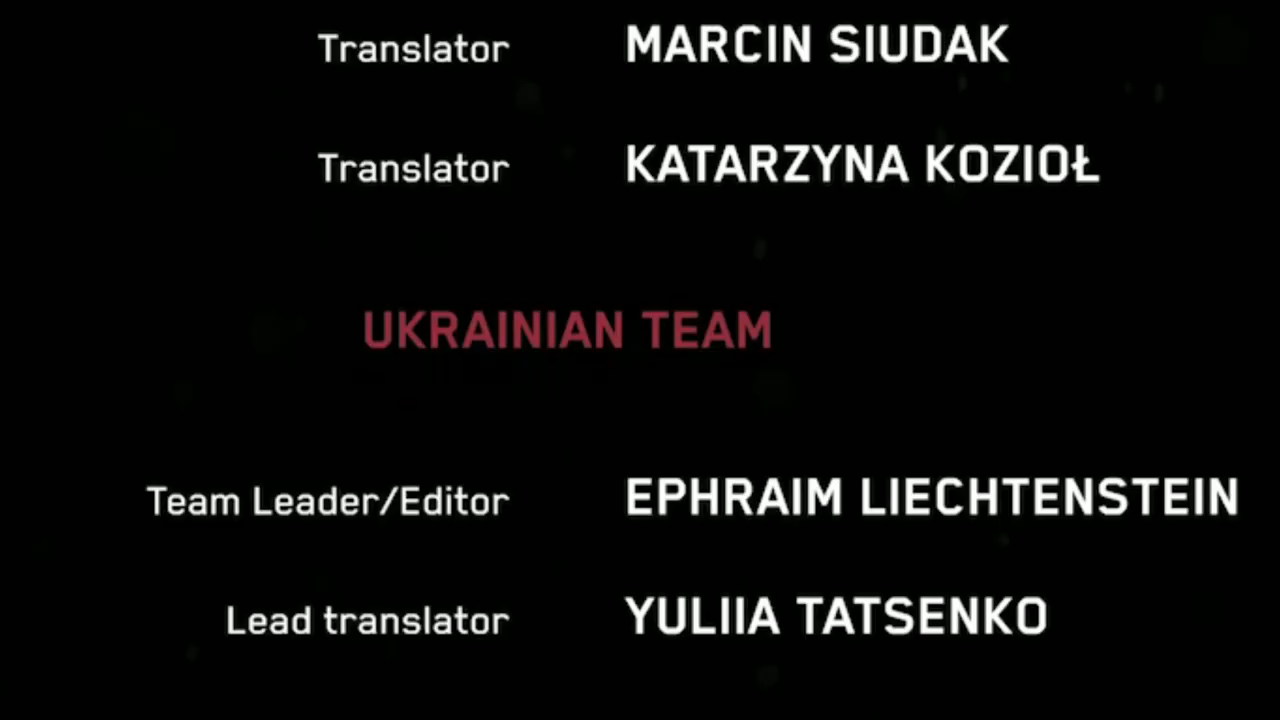 Translator MARCIN SIUDAK
Translator KATARZYNA KOZIOŁ
UKRAINIAN TEAM
Team Leader/Editor EPHRAIM LIECHTENSTEIN
Lead translator YULIIA TATSENKO